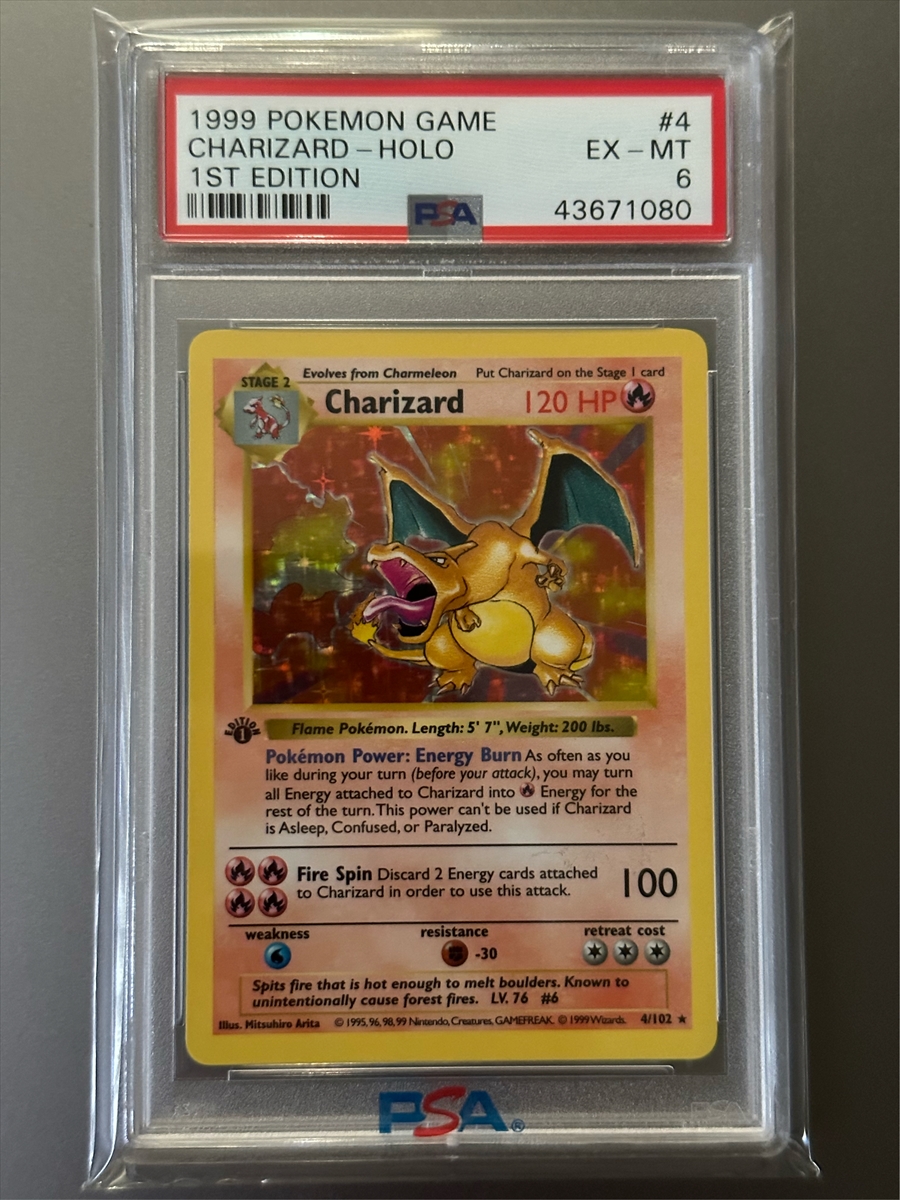 1999 POKEMON GAME #4
CHARIZARD-HOLO EX-MT
1ST EDITION 6
PSA 43671080
Evolves from Charmeleon Put Charizard on the Stage 1 card
STAGE 2
Charizard 120 HP
EDITION 1
Flame Pokémon. Length: 5' 7", Weight: 200 lbs.
Pokémon Power: Energy Burn As often as you
like during your turn (before your attack), you may turn
all Energy attached to Charizard into Energy for the
rest of the turn. This power can't be used if Charizard
is Asleep, Confused, or Paralyzed.
Fire Spin Discard 2 Energy cards attached
to Charizard in order to use this attack. 100
weakness resistance retreat cost
-30
Spits fire that is hot enough to melt boulders. Known to
unintentionally cause forest fires. LV. 76 #6
Illus. Mitsuhiro Arita © 1995, 96, 98, 99 Nintendo, Creatures, GAMEFREAK. © 1999 Wizards. 4/102 ★
PSA®